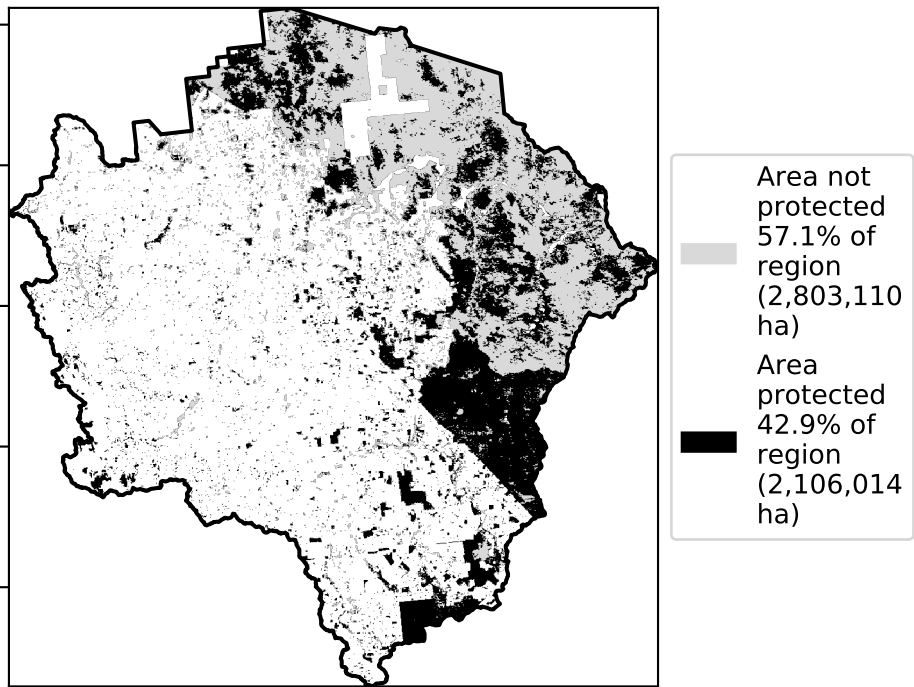 Area not
protected
57.1% of
region
(2,803,110
ha)
Area
protected
42.9% of
region
(2,106,014
ha)